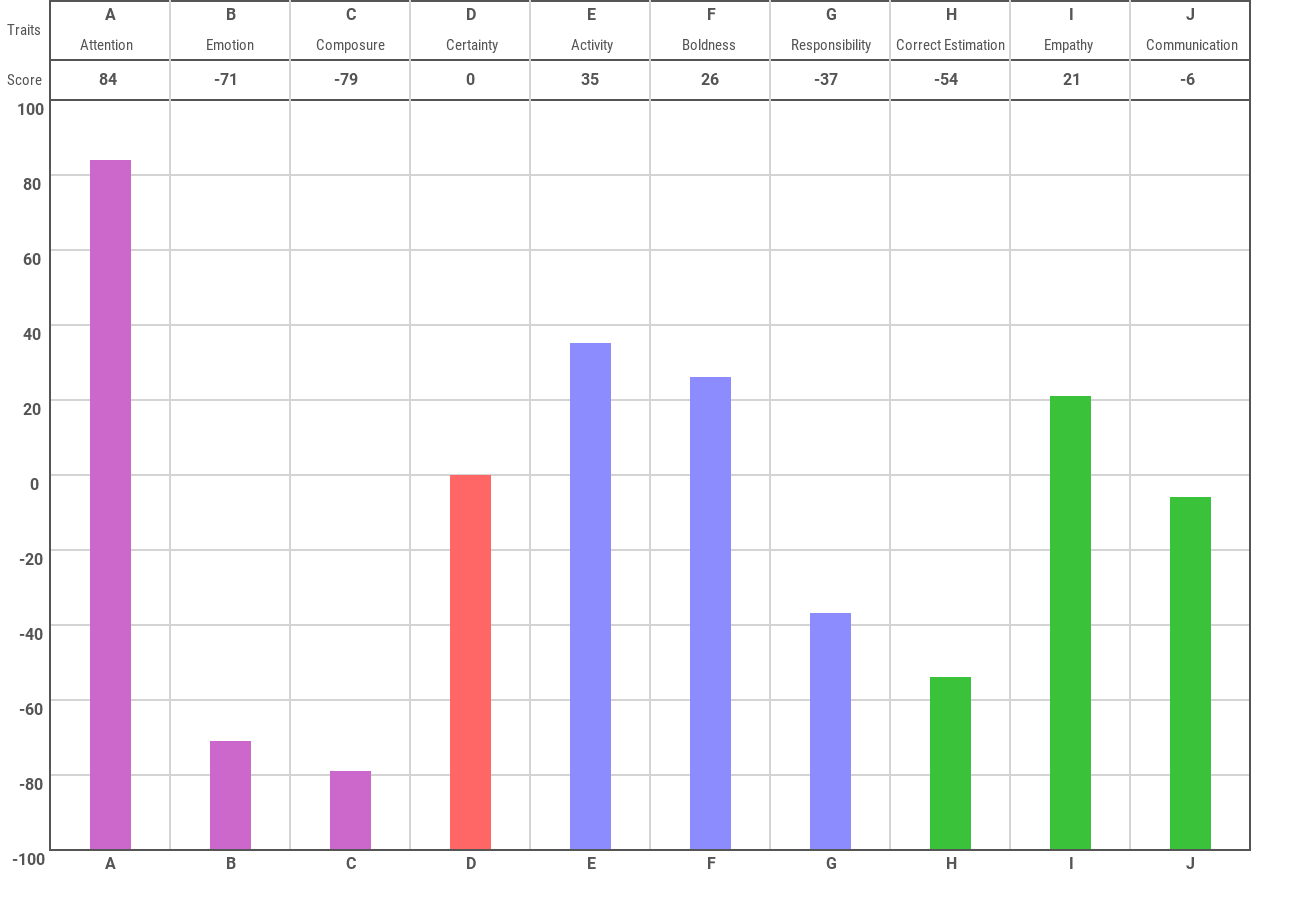 Traits A B C D E F G H I J
Attention Emotion Composure Certainty Activity Boldness Responsibility Correct Estimation Empathy Communication
Score 84 -71 -79 0 35 26 -37 -54 21 -6
100
80
60
40
20
0
-20
-40
-60
-80
-100
A B C D E F G H I J